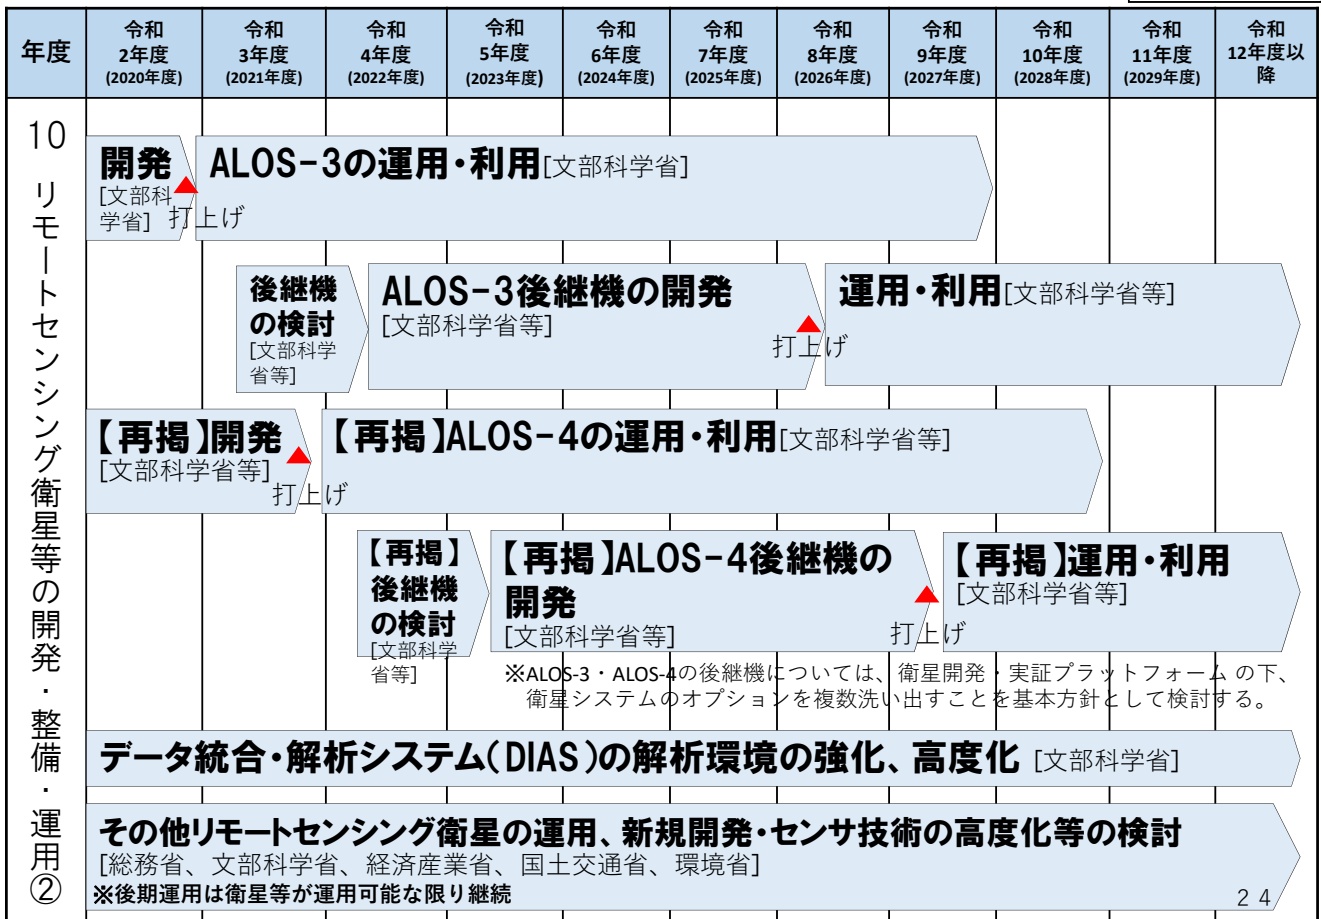 年度
令和
2年度
(2020年度)
令和
3年度
(2021年度)
令和
4年度
(2022年度)
令和
5年度
(2023年度)
令和
6年度
(2024年度)
令和
7年度
(2025年度)
令和
8年度
(2026年度)
令和
9年度
(2027年度)
令和
10年度
(2028年度)
令和
11年度
(2029年度)
令和
12年度以
降
10 リモートセンシング衛星等の開発・整備・運用②
開発
[文部科
学省]
打上げ
ALOS-3の運用・利用[文部科学省]
後継機
の検討
[文部科学
省等]
ALOS-3後継機の開発
[文部科学省等]
打上げ
運用・利用[文部科学省等]
【再掲】開発
[文部科学省等]
打上げ
【再掲】ALOS-4の運用・利用[文部科学省等]
【再掲】
後継機
の検討
[文部科学
省等]
【再掲】ALOS-4後継機の
開発
[文部科学省等]
打上げ
【再掲】運用・利用
[文部科学省等]
※ALOS-3・ALOS-4の後継機については、衛星開発・実証プラットフォーム の下、
衛星システムのオプションを複数洗い出すことを基本方針として検討する。
データ統合・解析システム(DIAS)の解析環境の強化、高度化 [文部科学省]
その他リモートセンシング衛星の運用、新規開発・センサ技術の高度化等の検討
[総務省、文部科学省、経済産業省、国土交通省、環境省]
※後期運用は衛星等が運用可能な限り継続
24